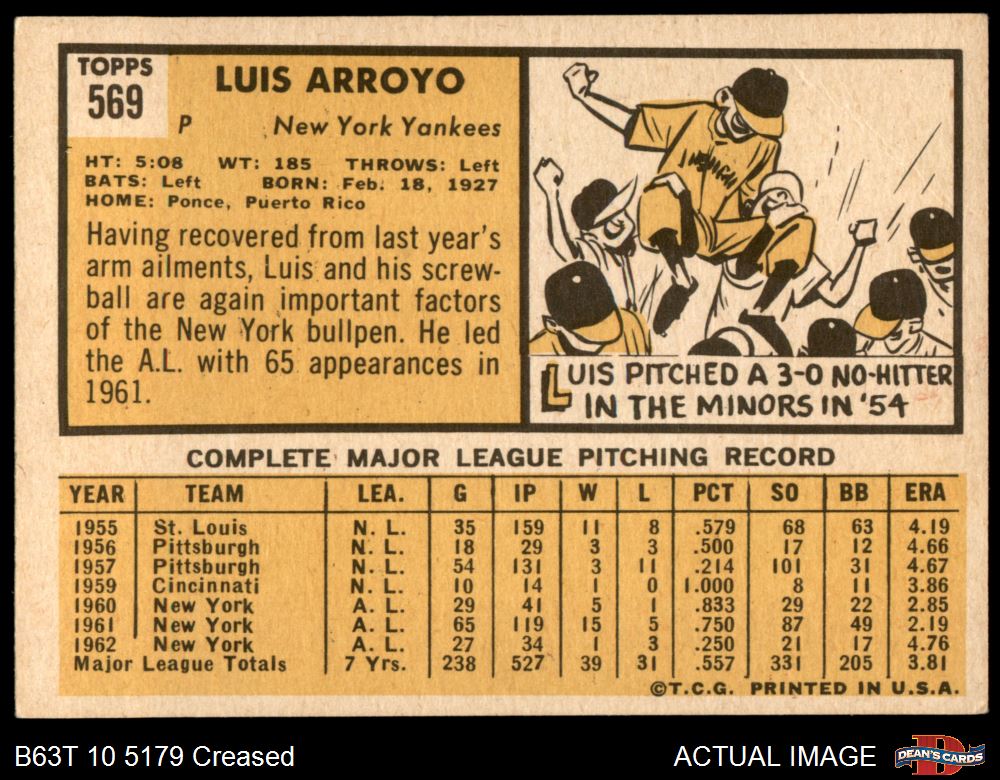 TOPPS
569
LUIS ARROYO
P New York Yankees
HT: 5:08 WT: 185 THROWS: Left
BATS: Left BORN: Feb. 18, 1927
HOME: Ponce, Puerto Rico
Having recovered from last year's
arm ailments, Luis and his screw-
ball are again important factors
of the New York bullpen. He led
the A.L. with 65 appearances in
1961.
LUIS PITCHED A 3-0 NO-HITTER
IN THE MINORS IN '54
COMPLETE MAJOR LEAGUE PITCHING RECORD
YEAR TEAM LEA. G IP W L PCT SO BB ERA
1955 St. Louis N. L. 35 159 11 8 .579 68 63 4.19
1956 Pittsburgh N. L. 18 29 3 3 .500 17 12 4.66
1957 Pittsburgh N. L. 54 131 3 11 .214 101 31 4.67
1959 Cincinnati N. L. 10 14 1 0 1.000 8 11 3.86
1960 New York A. L. 29 41 5 1 .833 29 22 2.85
1961 New York A. L. 65 119 15 5 .750 87 49 2.19
1962 New York A. L. 27 34 1 3 .250 21 17 4.76
Major League Totals 7 Yrs. 238 527 39 31 .557 331 205 3.81
©T.C.G. PRINTED IN U.S.A.
B63T 10 5179 Creased
ACTUAL IMAGE
DEAN'S CARDS